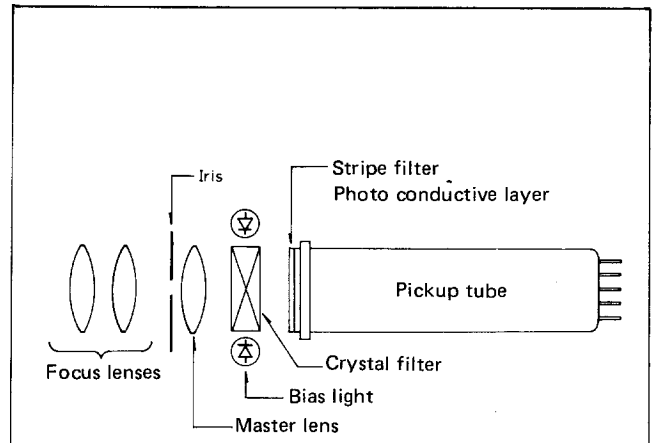 Stripe filter
Photo conductive layer
Iris
Pickup tube
Crystal filter
Focus lenses
Bias light
Master lens